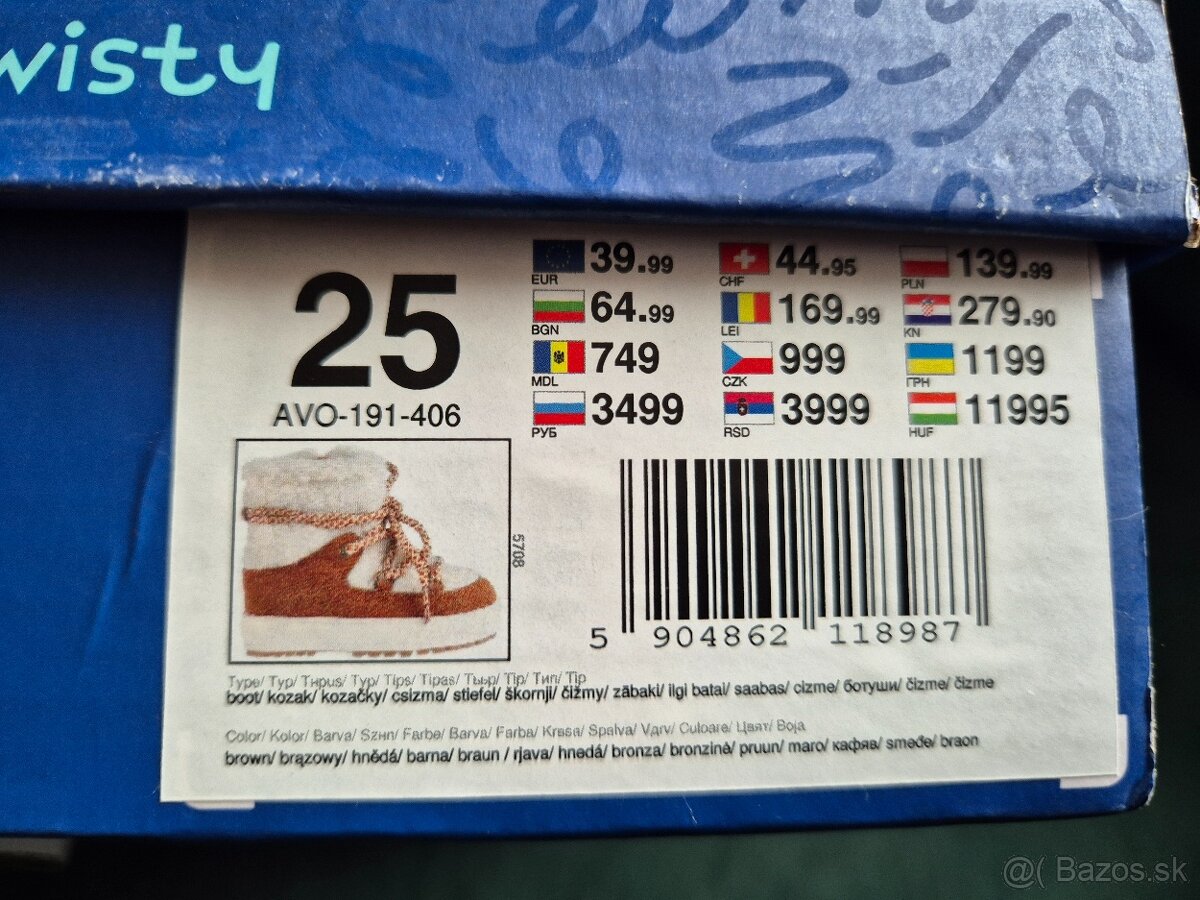 wisty
25
AVO-191-406
EUR 39.99
CHF 44.95
PLN 139.99
BGN 64.99
LEI 169.99
KN 279.90
MDL 749
CZK 999
ГРН 1199
РУБ 3499
RSD 3999
HUF 11995
5708
5 904862 118987
Type/ Typ/ Típus/ Typ/ Tips/ Tipas/ Tüüp/ Tip/ Тип/ Tip
boot/ kozak/ kozačky/ csizma/ stiefel/ škornji/ čižmy/ zābaki/ ilgi batai/ saabas/ cizme/ ботуши/ čizme/ čizme
Color/ Kolor/ Barva/ Szín/ Farbe/ Barva/ Farba/ Krasa/ Spalva/ Värv/ Culoare/ Цвят/ Boja
brown/ brązowy/ hnědá/ barna/ braun / rjava/ hnedá/ bronza/ bronzinė/ pruun/ maro/ кафяв/ smeđe/ braon
@( Bazos.sk